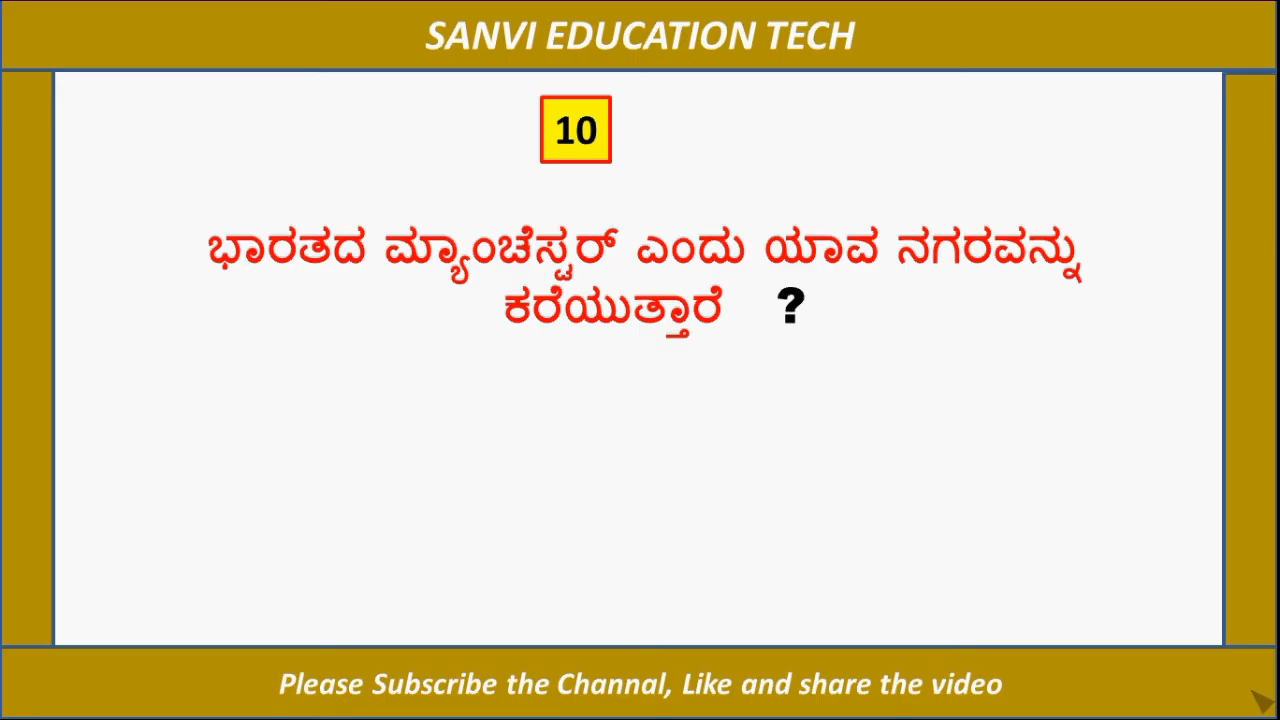 SANVI EDUCATION TECH
10
ಭಾರತದ ಮ್ಯಾಂಚೆಸ್ಟರ್ ಎಂದು ಯಾವ ನಗರವನ್ನು
ಕರೆಯುತ್ತಾರೆ ?
Please Subscribe the Channal, Like and share the video